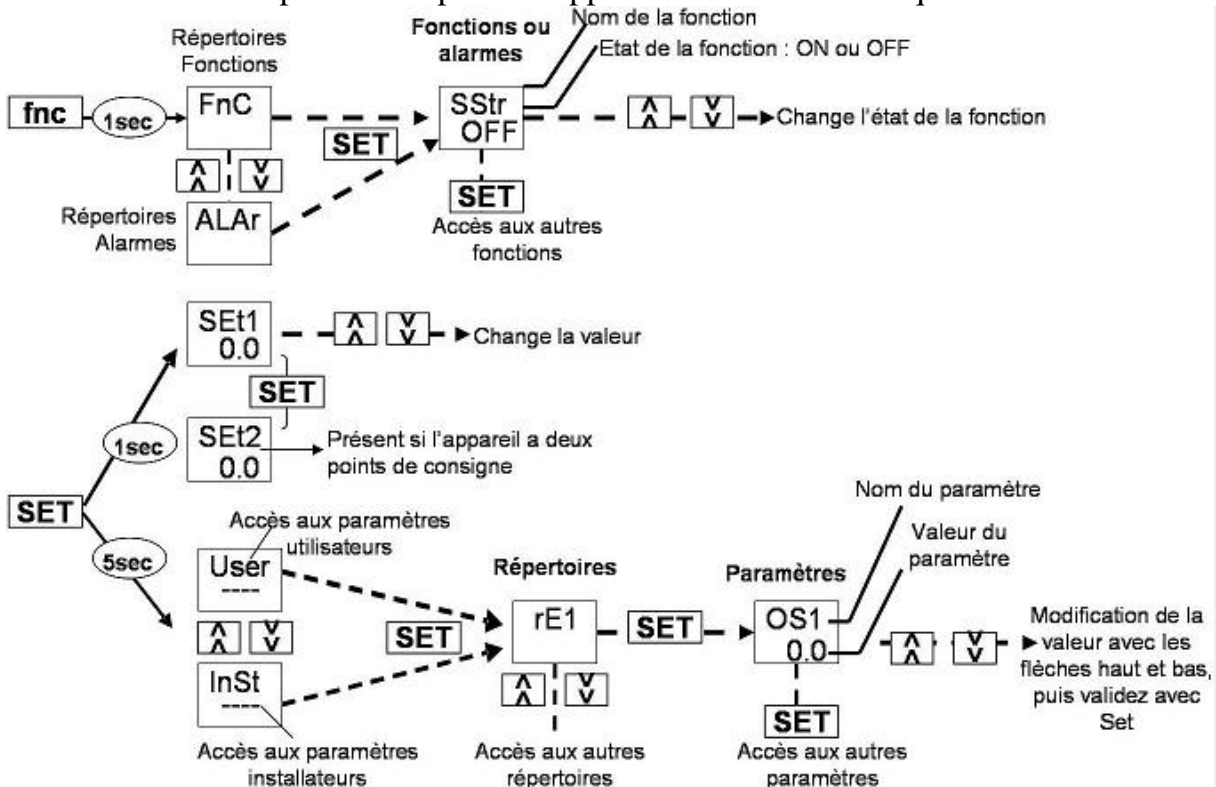 Nom de la fonction
Répertoires
Fonctions
Fonctions ou
alarmes
Etat de la fonction : ON ou OFF
fnc
1sec
FnC
SET
SStr
OFF
Change l'état de la fonction
SET
Accès aux autres
fonctions
Répertoires
Alarmes
ALAr
SEt1
0.0
Change la valeur
SET
1sec
SEt2
0.0
Présent si l'appareil a deux
points de consigne
SET
5sec
Accès aux paramètres
utilisateurs
User
----
SET
InSt
----
Accès aux paramètres
installateurs
Répertoires
rE1
SET
Accès aux autres
répertoires
Paramètres
OS1
0.0
Nom du paramètre
Valeur du
paramètre
SET
Accès aux autres
paramètres
Modification de la
valeur avec les
flèches haut et bas,
puis validez avec
Set